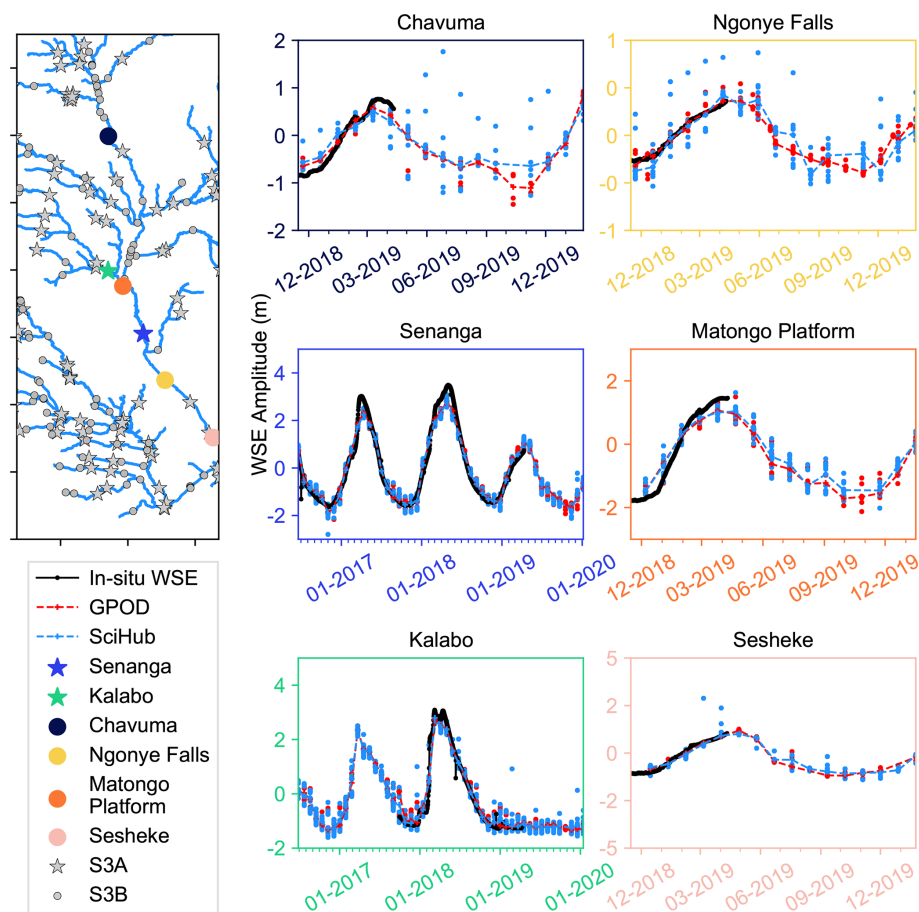 Chavuma
2
1
0
-1
-2
12-2018
03-2019
06-2019
09-2019
12-2019
Ngonye Falls
1
0
0
-0
-1
12-2018
03-2019
06-2019
09-2019
12-2019
WSE Amplitude (m)
Senanga
4
2
0
-2
01-2017
01-2018
01-2019
01-2020
Matongo Platform
2
0
-2
12-2018
03-2019
06-2019
09-2019
12-2019
In-situ WSE
GPOD
SciHub
Senanga
Kalabo
Chavuma
Ngonye Falls
Matongo
Platform
Sesheke
S3A
S3B
Kalabo
4
2
0
-2
01-2017
01-2018
01-2019
01-2020
Sesheke
5
2
0
-2
-5
12-2018
03-2019
06-2019
09-2019
12-2019